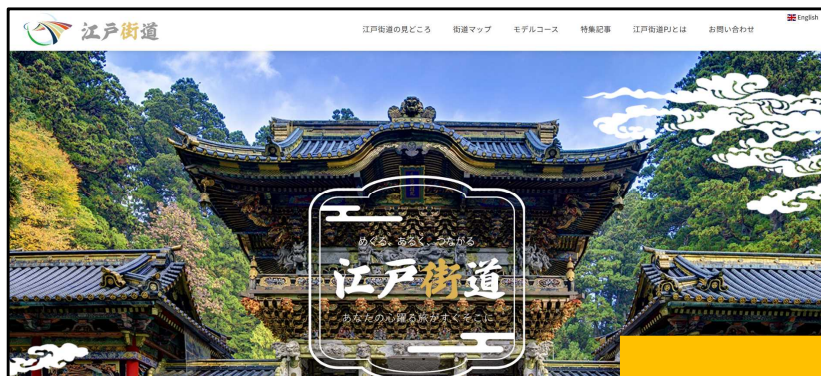 江戸街道
江戸街道の見どころ 街道マップ モデルコース 特集記事 江戸街道PJとは お問い合わせ
English
めぐる、あるく、つながる
江戸街道
あなたの心躍る旅がすぐそこに